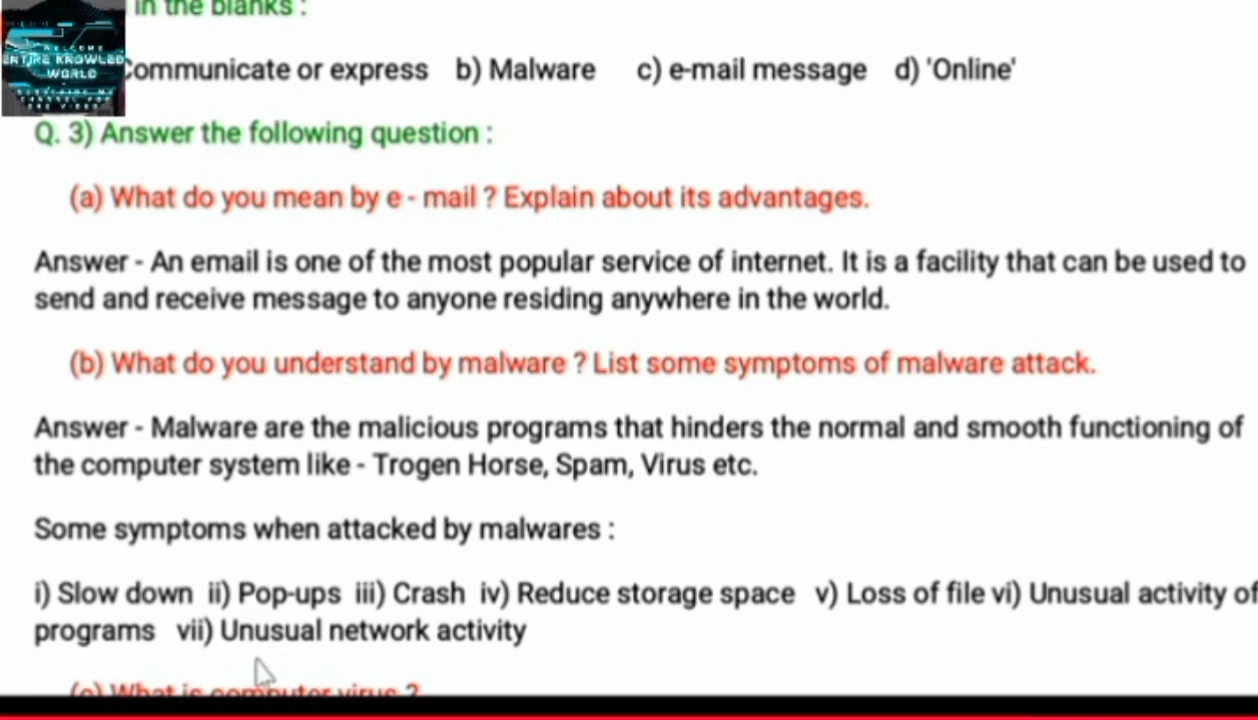 in the blanks :
WELCOME
ENTIRE KNOWLED
WORLD
Communicate or express b) Malware c) e-mail message d) 'Online'
Q. 3) Answer the following question :
(a) What do you mean by e - mail ? Explain about its advantages.
Answer - An email is one of the most popular service of internet. It is a facility that can be used to
send and receive message to anyone residing anywhere in the world.
(b) What do you understand by malware ? List some symptoms of malware attack.
Answer - Malware are the malicious programs that hinders the normal and smooth functioning of
the computer system like - Trogen Horse, Spam, Virus etc.
Some symptoms when attacked by malwares :
i) Slow down ii) Pop-ups iii) Crash iv) Reduce storage space v) Loss of file vi) Unusual activity of
programs vii) Unusual network activity
(c) What is computer virus ?